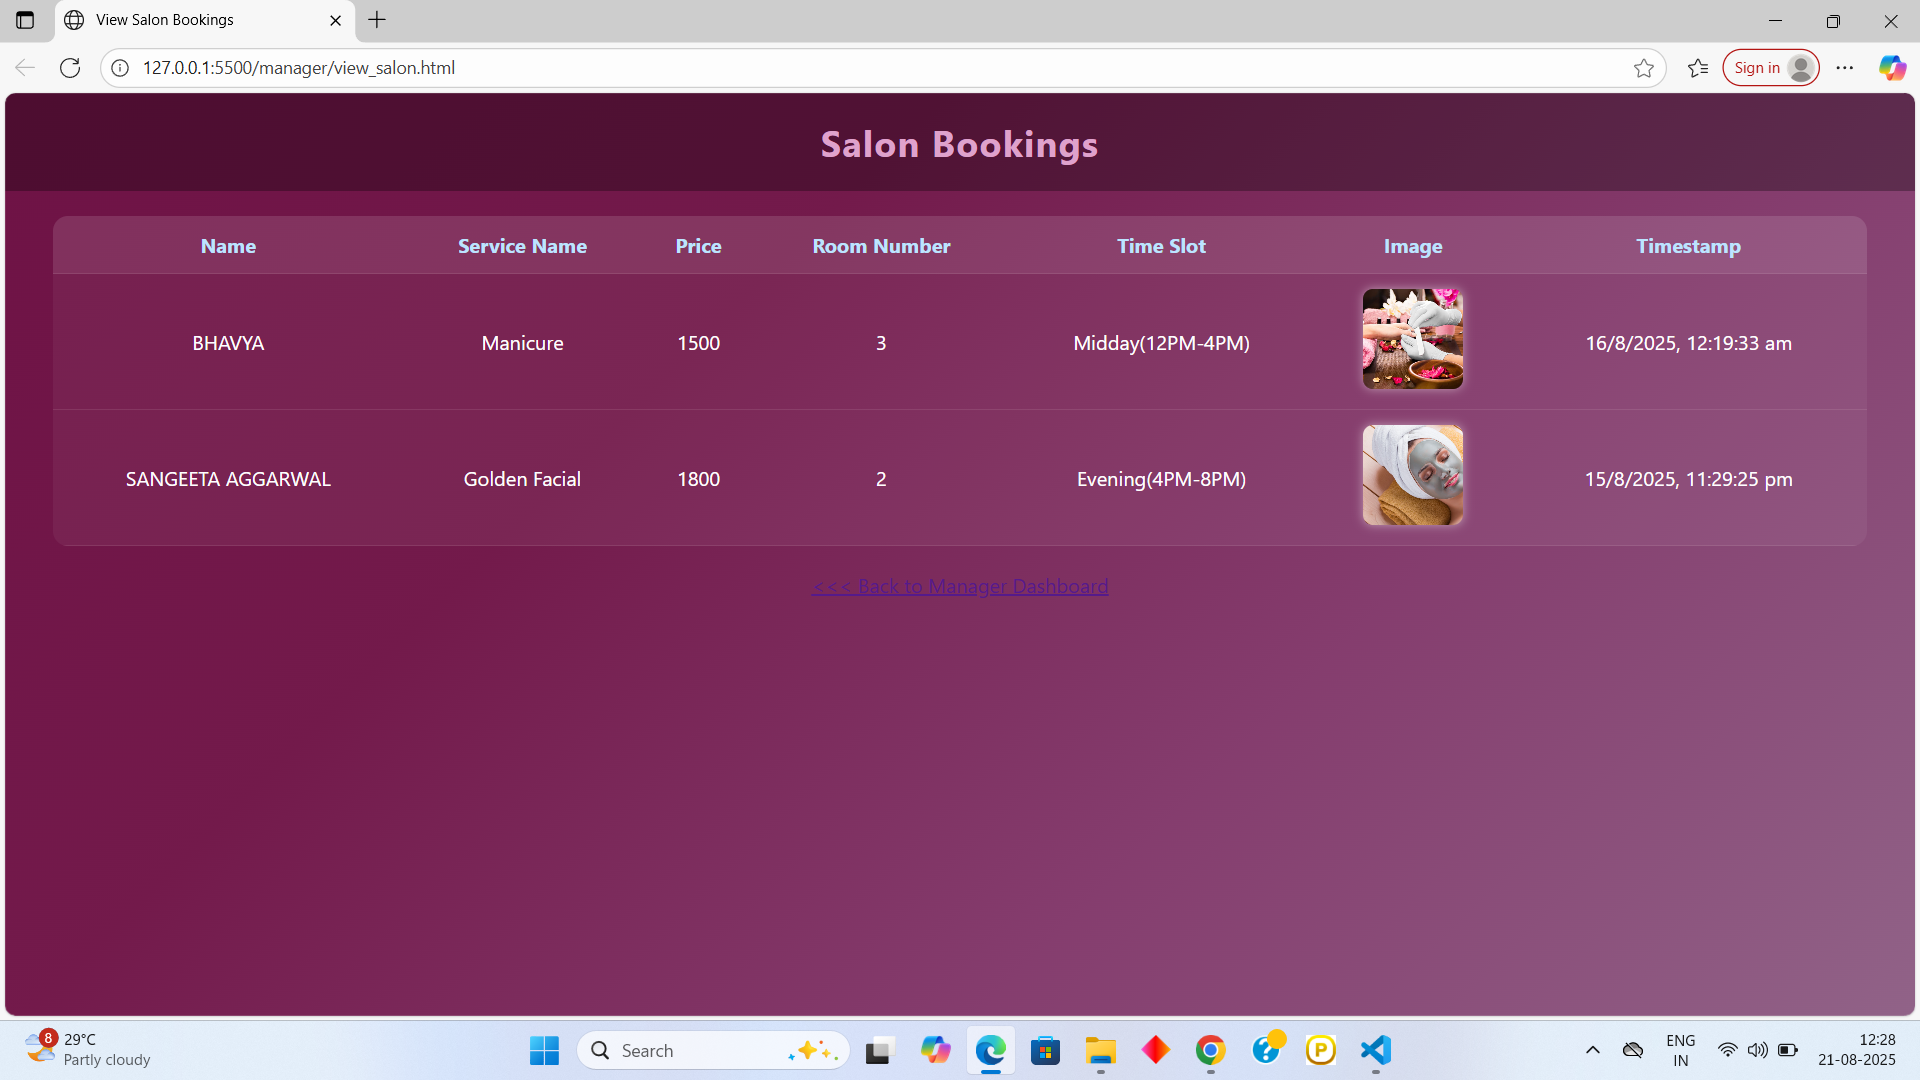 View Salon Bookings
127.0.0.1:5500/manager/view_salon.html
Sign in
Salon Bookings
Name Service Name Price Room Number Time Slot Image Timestamp
BHAVYA Manicure 1500 3 Midday(12PM-4PM) 16/8/2025, 12:19:33 am
SANGEETA AGGARWAL Golden Facial 1800 2 Evening(4PM-8PM) 15/8/2025, 11:29:25 pm
<<< Back to Manager Dashboard
8
29°C
Partly cloudy
Search
P
ENG
IN
12:28
21-08-2025